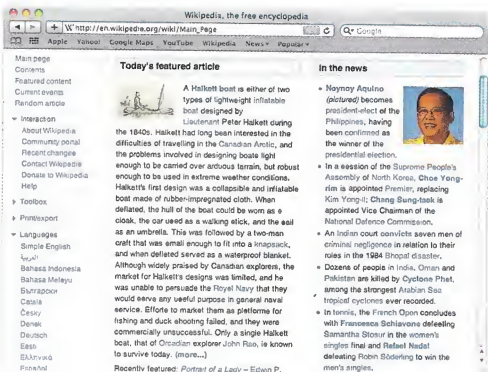 Wikipedia, the free encyclopedia
http://en.wikipedia.org/wiki/Main_Page
Google
Apple Yahoo! Google Maps YouTube Wikipedia News Popular
Main page
Contents
Featured content
Current events
Random article
Interaction
About Wikipedia
Community portal
Recent changes
Contact Wikipedia
Donate to Wikipedia
Help
Toolbox
Print/export
Languages
Simple English
العربية
Bahasa Indonesia
Bahasa Melayu
Български
Català
Česky
Dansk
Deutsch
Eesti
Ελληνικά
Español
Today's featured article
A Halkett boat is either of two
types of lightweight inflatable
boat designed by
Lieutenant Peter Halkett during
the 1840s. Halkett had long been interested in the
difficulties of travelling in the Canadian Arctic, and
the problems involved in designing boats light
enough to be carried over arduous terrain, but robust
enough to be used in extreme weather conditions.
Halkett's first design was a collapsible and inflatable
boat made of rubber-impregnated cloth. When
deflated, the hull of the boat could be worn as a
cloak, the oar used as a walking stick, and the sail
as an umbrella. This was followed by a two-man
craft that was small enough to fit into a knapsack,
and when deflated served as a waterproof blanket.
Although widely praised by Canadian explorers, the
market for Halkett's designs was limited, and he
was unable to persuade the Royal Navy that they
would serve any useful purpose in general naval
service. Efforts to market them as platforms for
fishing and duck shooting failed, and they were
commercially unsuccessful. Only a single Halkett
boat, that of Orcadian explorer John Rae, is known
to survive today. (more...)
Recently featured: Portrait of a Lady – Edwin P.
In the news
• Noynoy Aquino
(pictured) becomes
president-elect of the
Philippines, having
been confirmed as
the winner of the
presidential election.
• In a session of the Supreme People's
Assembly of North Korea, Choe Yong-
rim is appointed Premier, replacing
Kim Yong-il; Chang Sung-taek is
appointed Vice Chairman of the
National Defence Commission.
• An Indian court convicts seven men of
criminal negligence in relation to their
roles in the 1984 Bhopal disaster.
• Dozens of people in India, Oman and
Pakistan are killed by Cyclone Phet,
among the strongest Arabian Sea
tropical cyclones ever recorded.
• In tennis, the French Open concludes
with Francesca Schiavone defeating
Samantha Stosur in the women's
singles final and Rafael Nadal
defeating Robin Söderling to win the
men's singles.